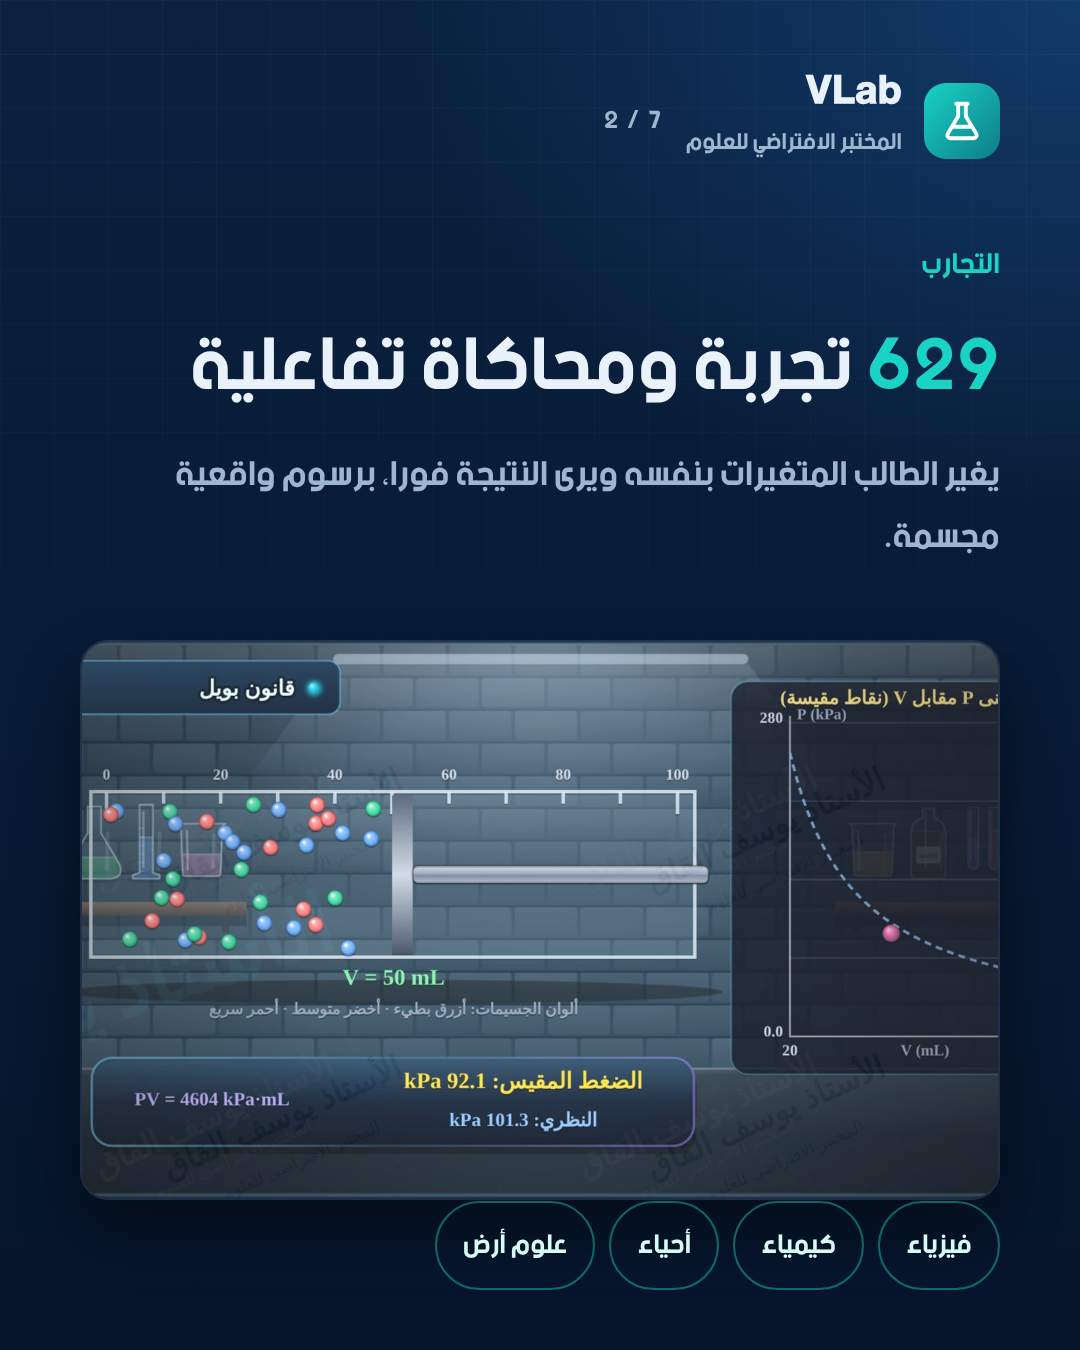 VLab
المختبر الافتراضي للعلوم
2 / 7
التجارب
629 تجربة ومحاكاة تفاعلية
يغير الطالب المتغيرات بنفسه ويرى النتيجة فورا، برسوم واقعية
مجسمة.
قانون بويل
P مقابل V (نقاط مقيسة)
280
P (kPa)
0 20 40 60 80 100
V = 50 mL
ألوان الجسيمات: أزرق بطيء · أخضر متوسط · أحمر سريع
0.0
20
V (mL)
الضغط المقيس: 92.1 kPa
النظري: 101.3 kPa
PV = 4604 kPa·mL
فيزياء
كيمياء
أحياء
علوم أرض